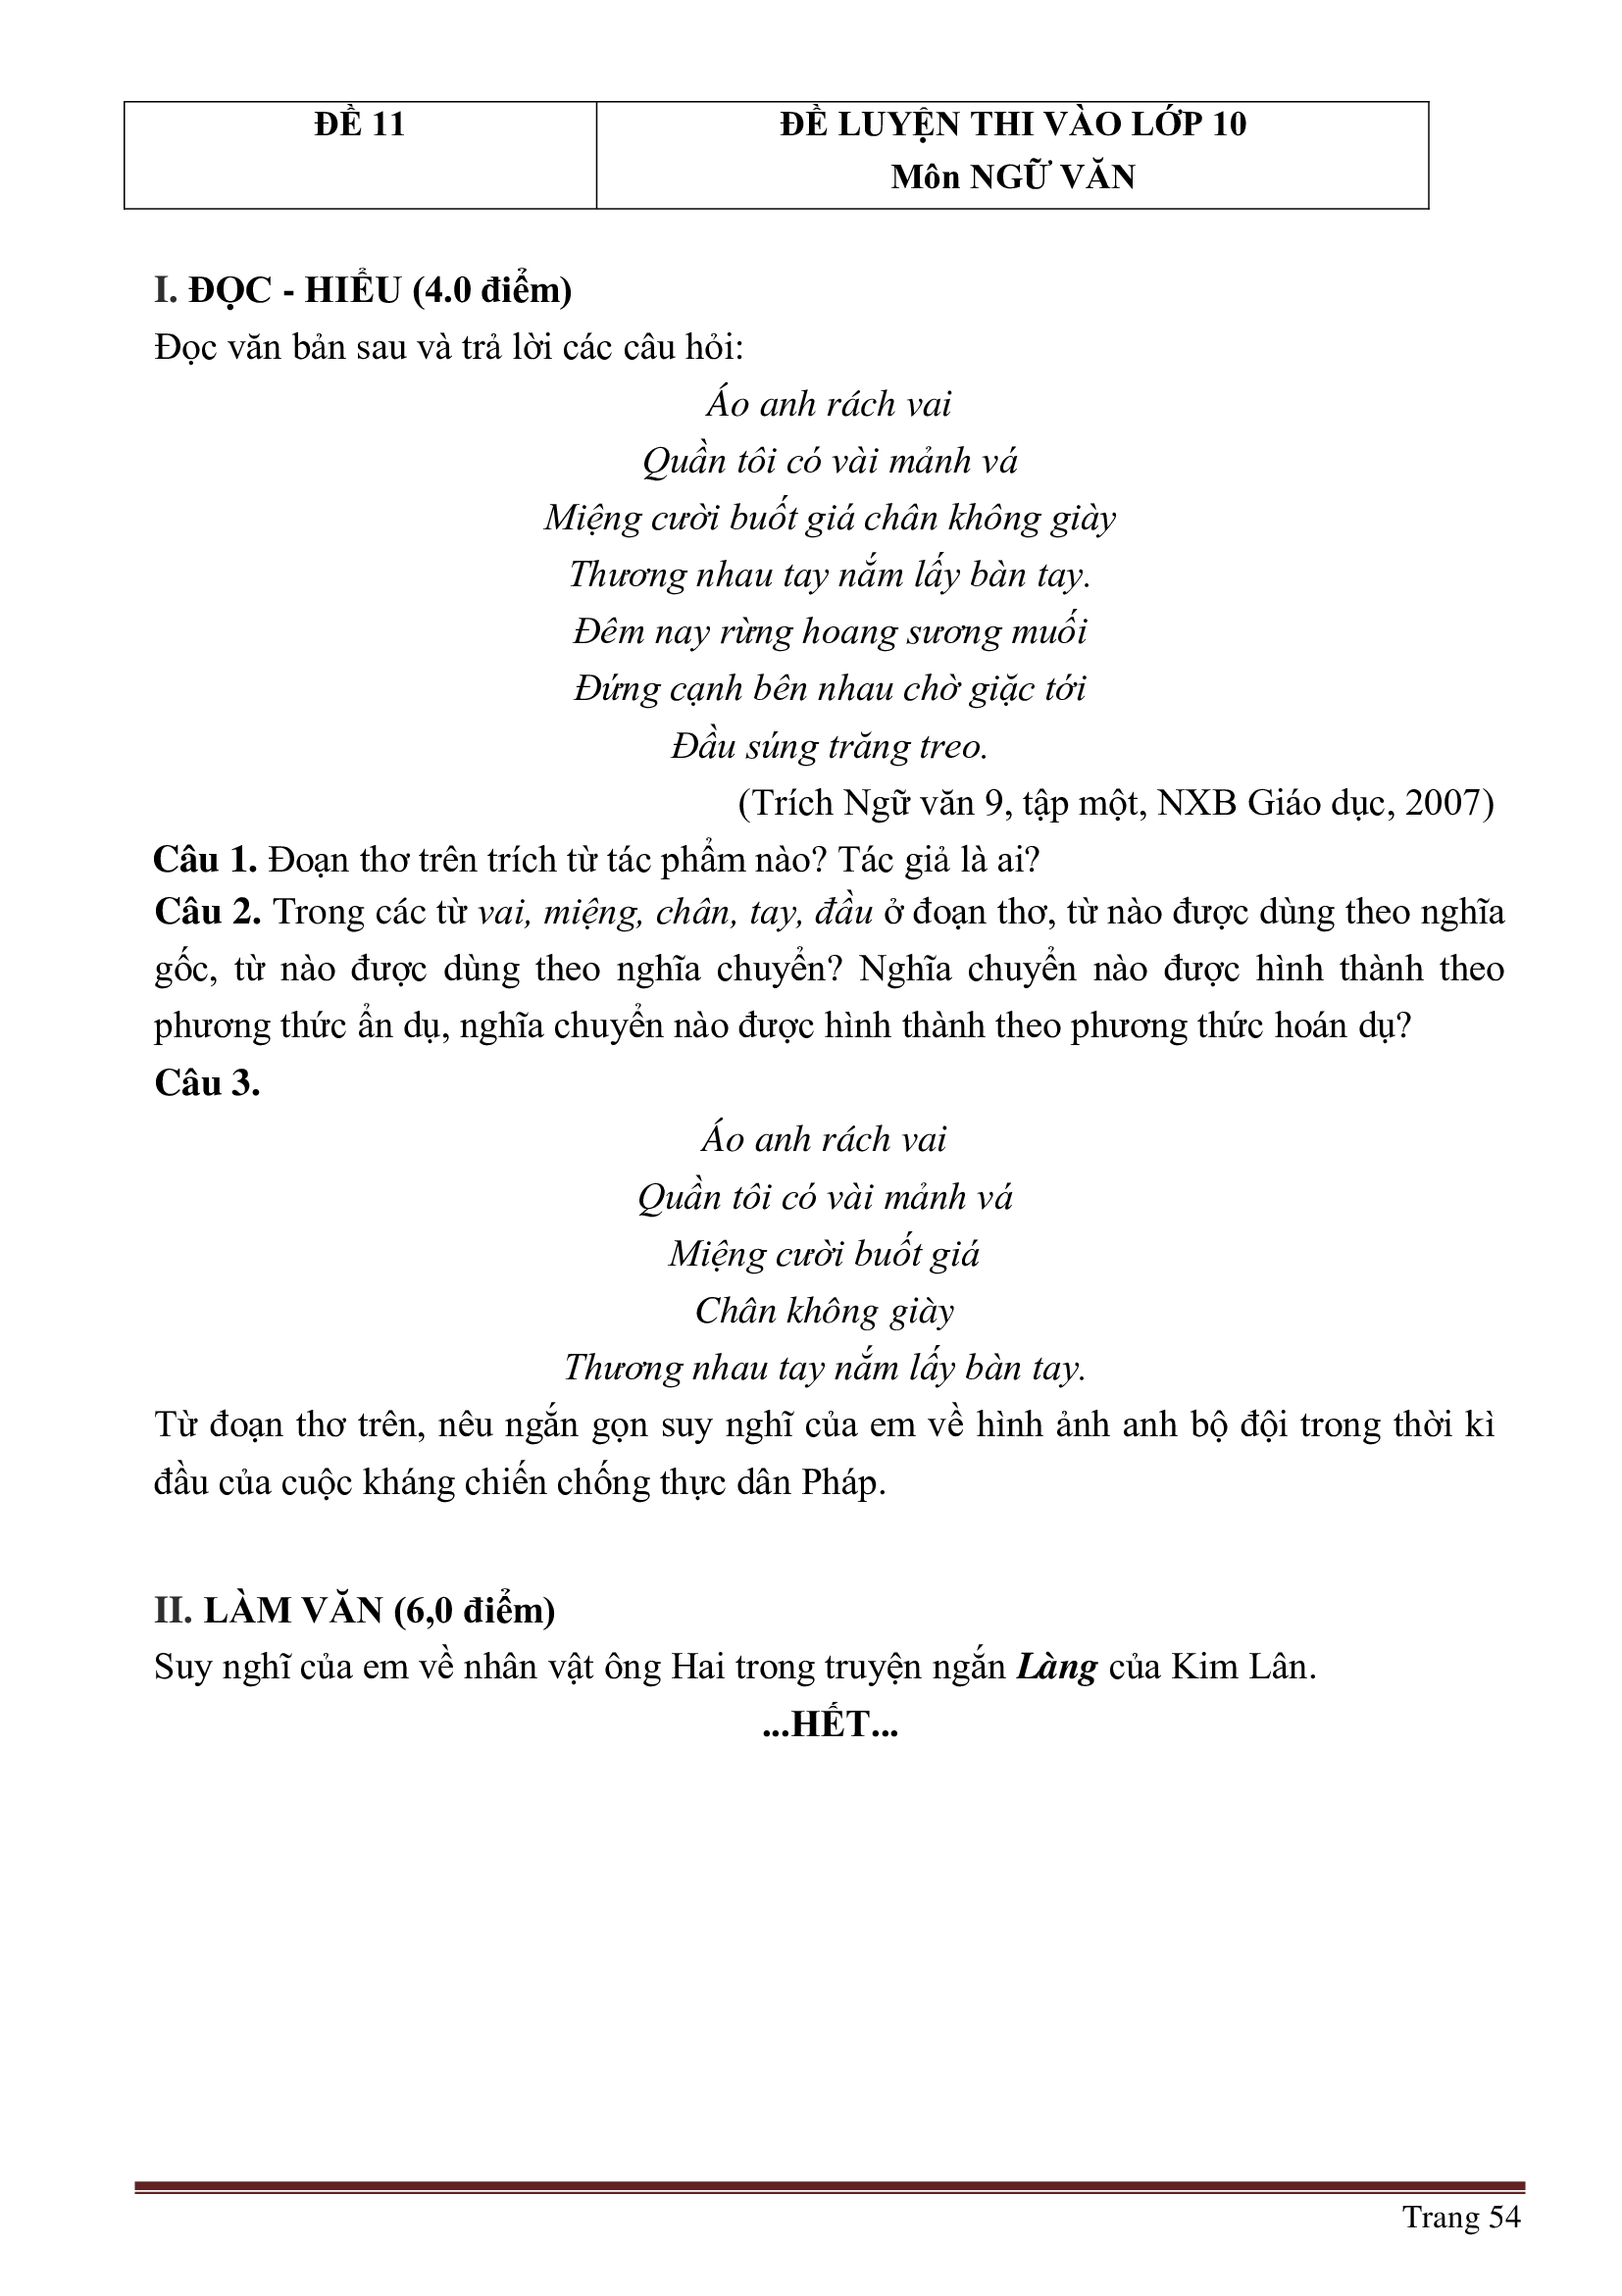 ĐỀ 11
ĐỀ LUYỆN THI VÀO LỚP 10
Môn NGỮ VĂN
I. ĐỌC - HIỂU (4.0 điểm)
Đọc văn bản sau và trả lời các câu hỏi:
Áo anh rách vai
Quần tôi có vài mảnh vá
Miệng cười buốt giá chân không giày
Thương nhau tay nắm lấy bàn tay.
Đêm nay rừng hoang sương muối
Đứng cạnh bên nhau chờ giặc tới
Đầu súng trăng treo.
(Trích Ngữ văn 9, tập một, NXB Giáo dục, 2007)
Câu 1. Đoạn thơ trên trích từ tác phẩm nào? Tác giả là ai?
Câu 2. Trong các từ vai, miệng, chân, tay, đầu ở đoạn thơ, từ nào được dùng theo nghĩa
gốc, từ nào được dùng theo nghĩa chuyển? Nghĩa chuyển nào được hình thành theo
phương thức ẩn dụ, nghĩa chuyển nào được hình thành theo phương thức hoán dụ?
Câu 3.
Áo anh rách vai
Quần tôi có vài mảnh vá
Miệng cười buốt giá
Chân không giày
Thương nhau tay nắm lấy bàn tay.
Từ đoạn thơ trên, nêu ngắn gọn suy nghĩ của em về hình ảnh anh bộ đội trong thời kì
đầu của cuộc kháng chiến chống thực dân Pháp.
II. LÀM VĂN (6,0 điểm)
Suy nghĩ của em về nhân vật ông Hai trong truyện ngắn Làng của Kim Lân.
...HẾT...
Trang 54